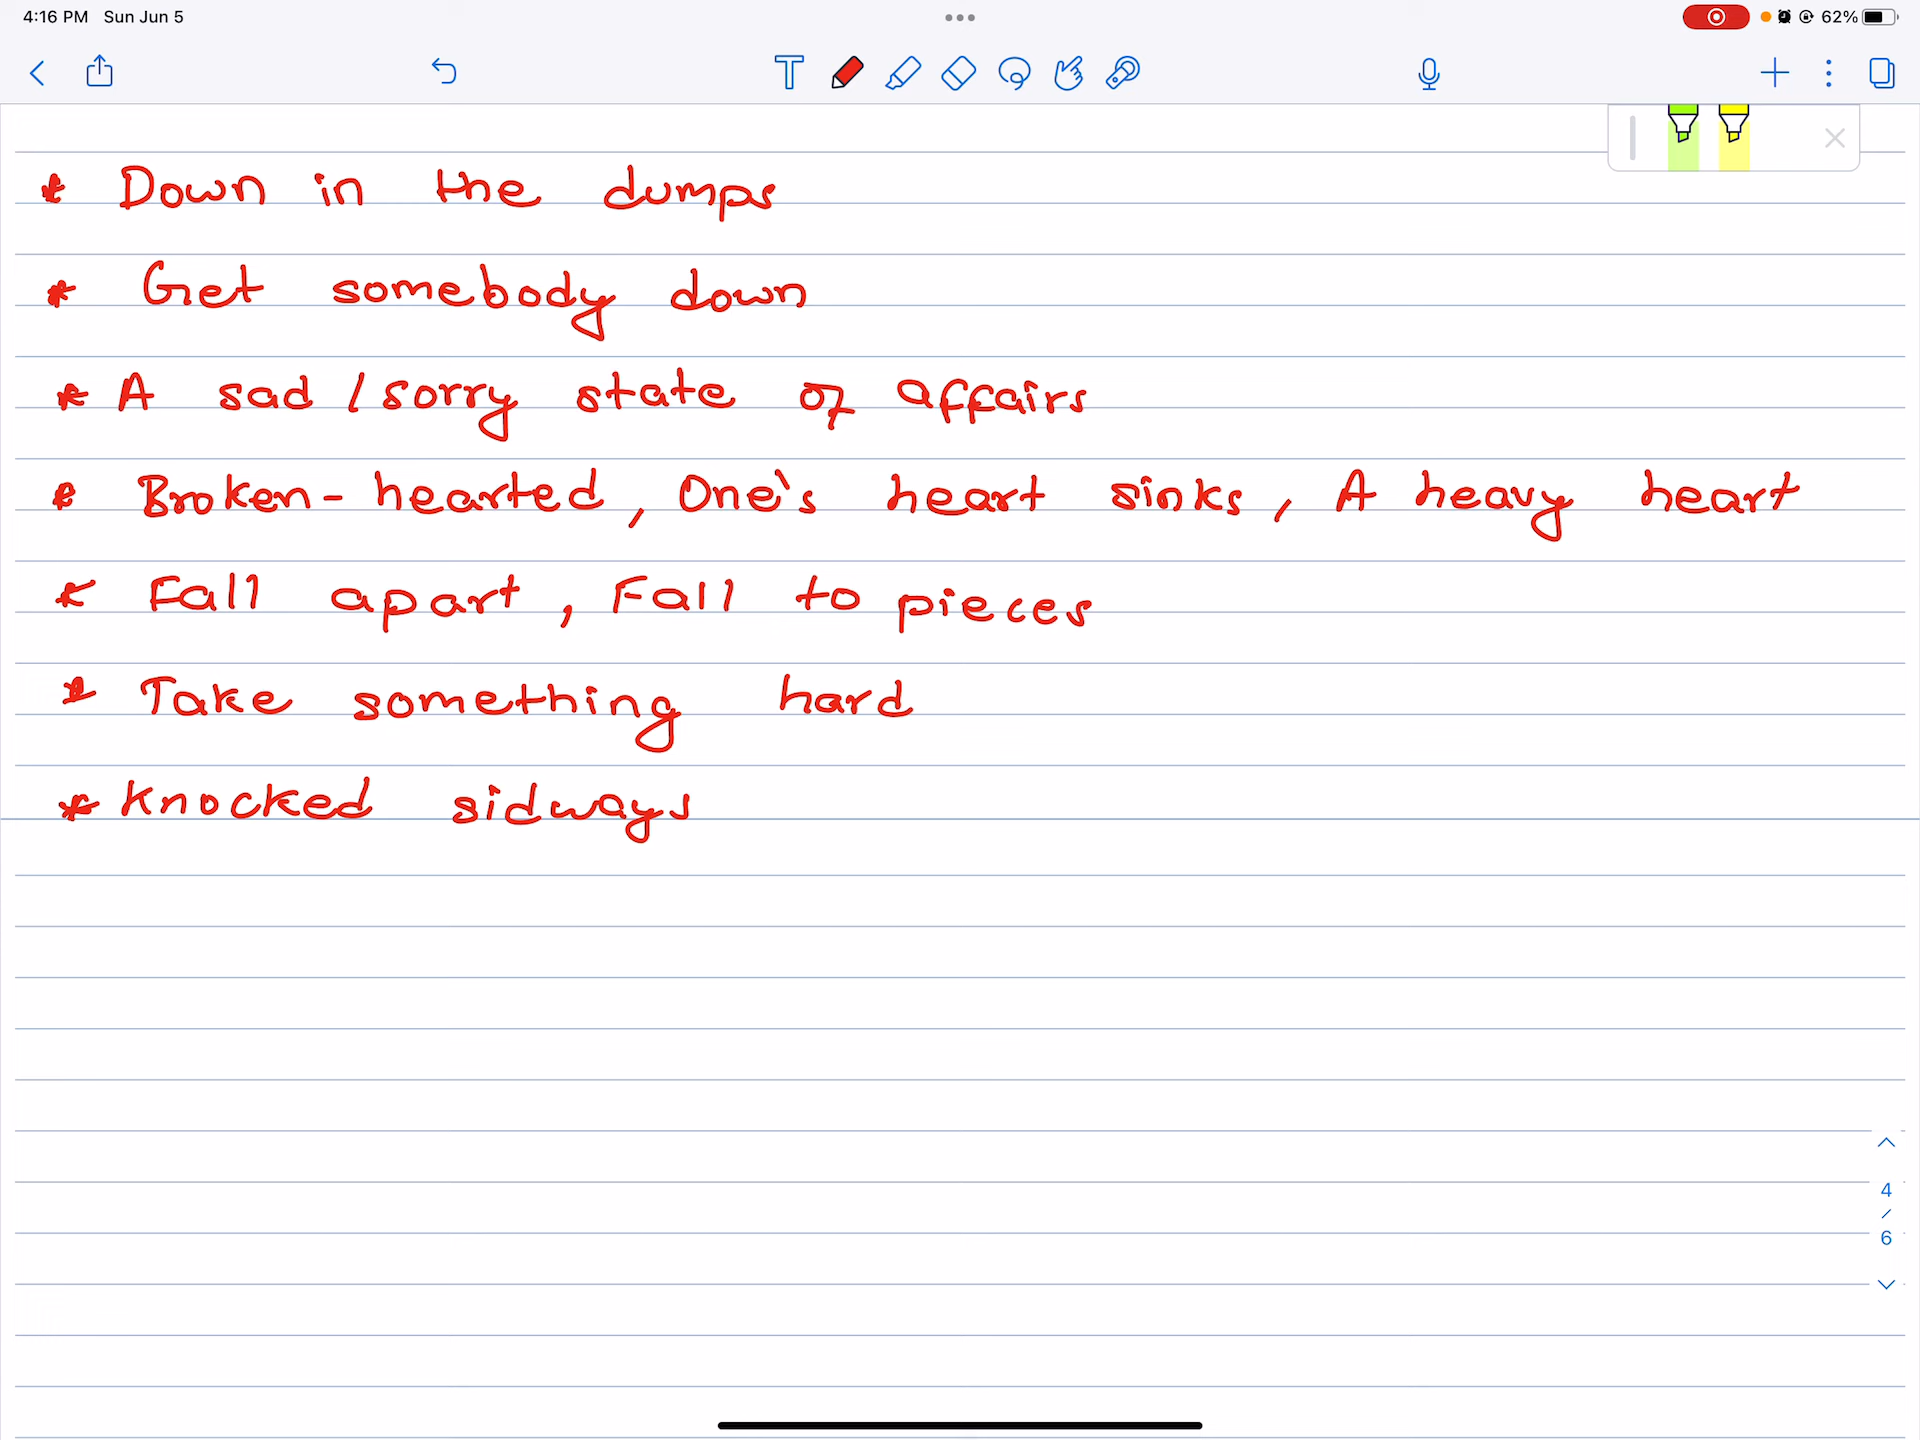 4:16 PM Sun Jun 5
62%
* Down in the dumps
* Get somebody down
* A sad / sorry state of affairs
* Broken-hearted, One's heart sinks, A heavy heart
* Fall apart, Fall to pieces
* Take something hard
* Knocked sidways
4
/
6